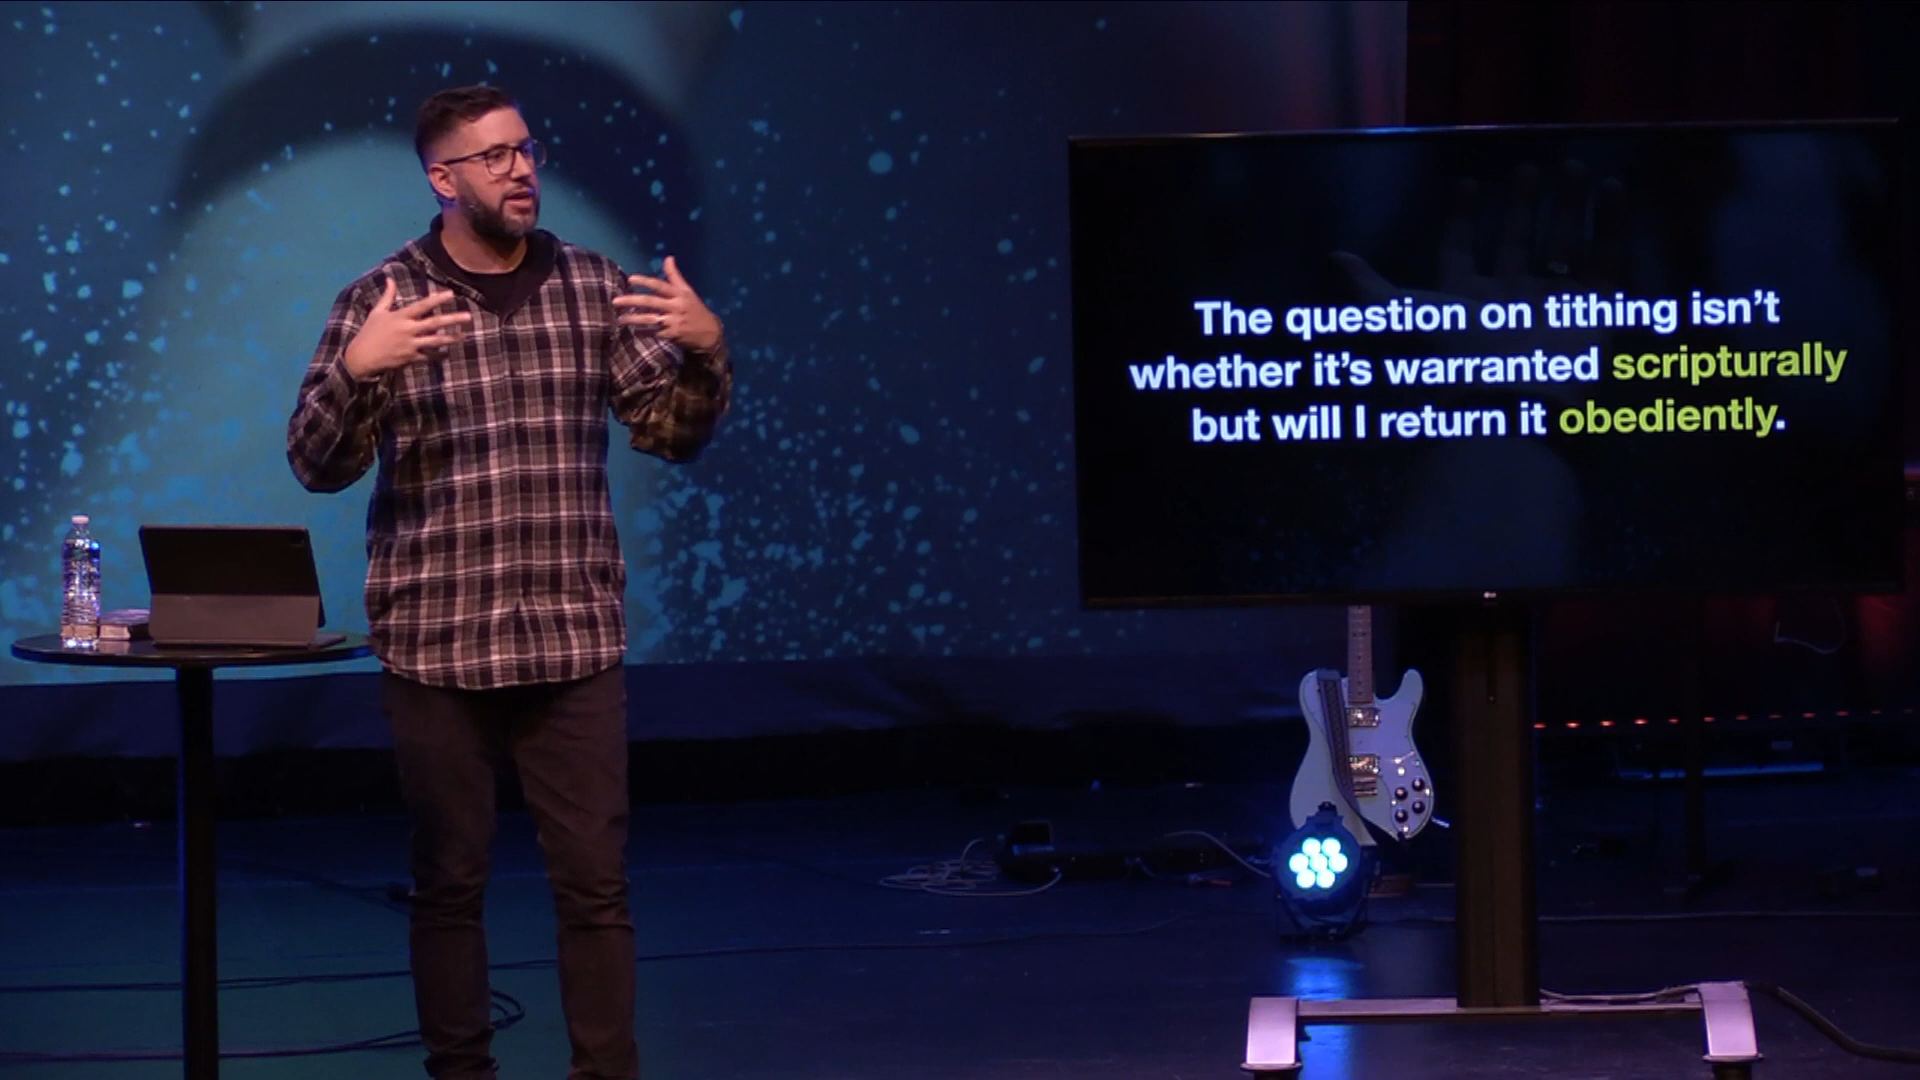 The question on tithing isn’t
whether it’s warranted scripturally
but will I return it obediently.